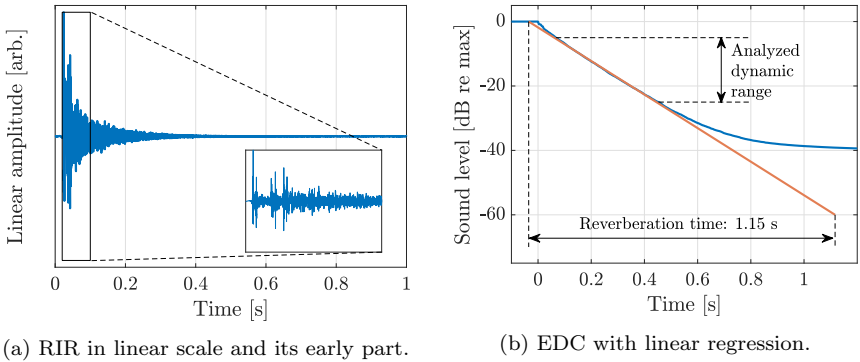 Linear amplitude [arb.]
0
0.2
0.4
0.6
0.8
1
Time [s]
(a) RIR in linear scale and its early part.
Sound level [dB re max]
0
-20
-40
-60
Analyzed
dynamic
range
Reverberation time: 1.15 s
0
0.2
0.4
0.6
0.8
1
Time [s]
(b) EDC with linear regression.